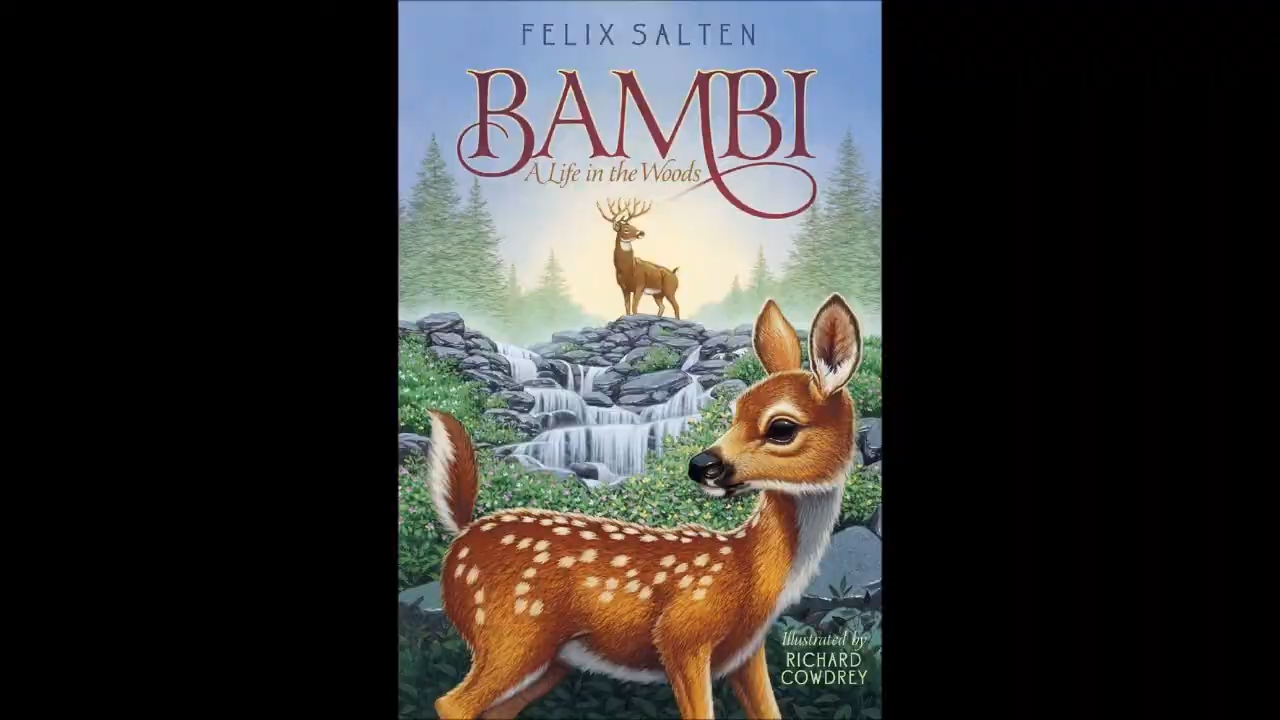 FELIX SALTEN
BAMBI
A Life in the Woods
Illustrated by
RICHARD
COWDREY